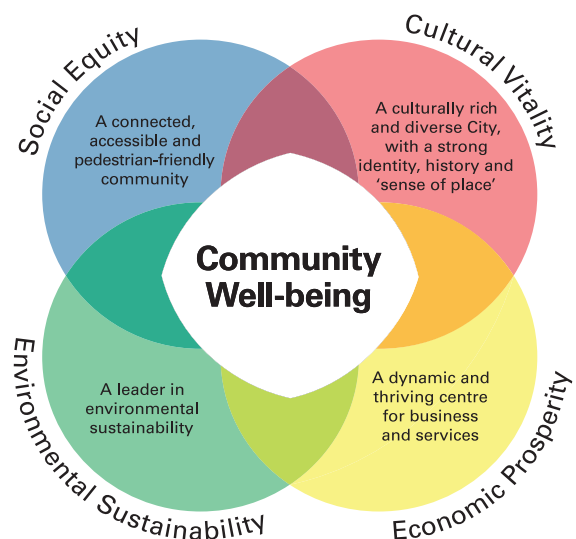 Social Equity
Cultural Vitality
A connected,
accessible and
pedestrian-friendly
community
A culturally rich
and diverse City,
with a strong
identity, history and
‘sense of place’
Community
Well-being
A leader in
environmental
sustainability
A dynamic and
thriving centre
for business
and services
Environmental Sustainability
Economic Prosperity